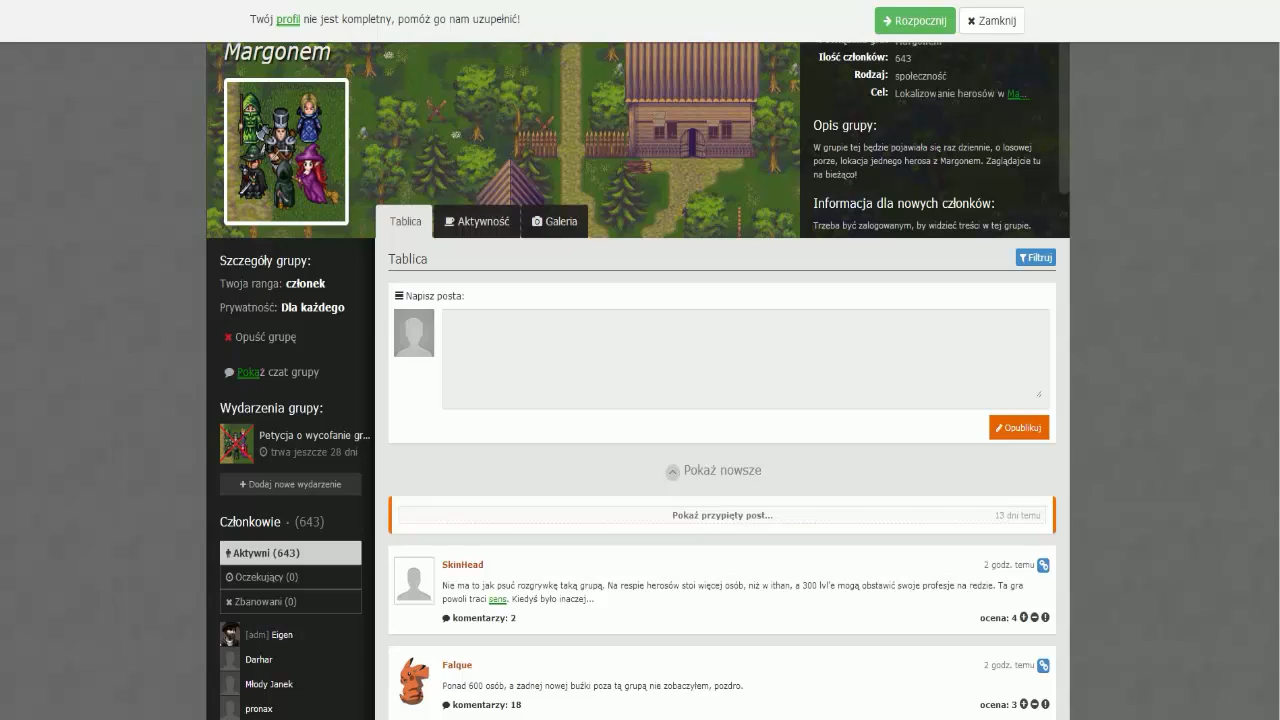 Twój profil nie jest kompletny, pomóż go nam uzupełnić!
Rozpocznij
Zamknij
Margonem
Ilość członków: 643
Rodzaj: społeczność
Cel: Lokalizowanie herosów w Ma...
Opis grupy:
W grupie tej będzie pojawiała się raz dziennie, o losowej
porze, lokacja jednego herosa z Margonem. Zaglądajcie tu
na bieżąco!
Informacja dla nowych członków:
Trzeba być zalogowanym, by widzieć treści w tej grupie.
Tablica
Aktywność
Galeria
Szczegóły grupy:
Twoja ranga: członek
Prywatność: Dla każdego
Opuść grupę
Pokaż czat grupy
Wydarzenia grupy:
Petycja o wycofanie gr...
trwa jeszcze 28 dni
+ Dodaj nowe wydarzenie
Członkowie · (643)
Aktywni (643)
Oczekujący (0)
Zbanowani (0)
[adm] Eigen
Darhar
Młody Janek
pronax
Tablica
Filtruj
Napisz posta:
Opublikuj
Pokaż nowsze
Pokaż przypięty post...
13 dni temu
SkinHead
2 godz. temu
Nie ma to jak psuć rozgrywkę taką grupą. Na respie herosów stoi więcej osób, niż w ithan, a 300 lvl'e mogą obstawić swoje profesje na redzie. Ta gra
powoli traci sens. Kiedyś było inaczej...
komentarzy: 2
ocena: 4
Falque
2 godz. temu
Ponad 600 osób, a żadnej nowej buźki poza tą grupą nie zobaczyłem, pozdro.
komentarzy: 18
ocena: 3